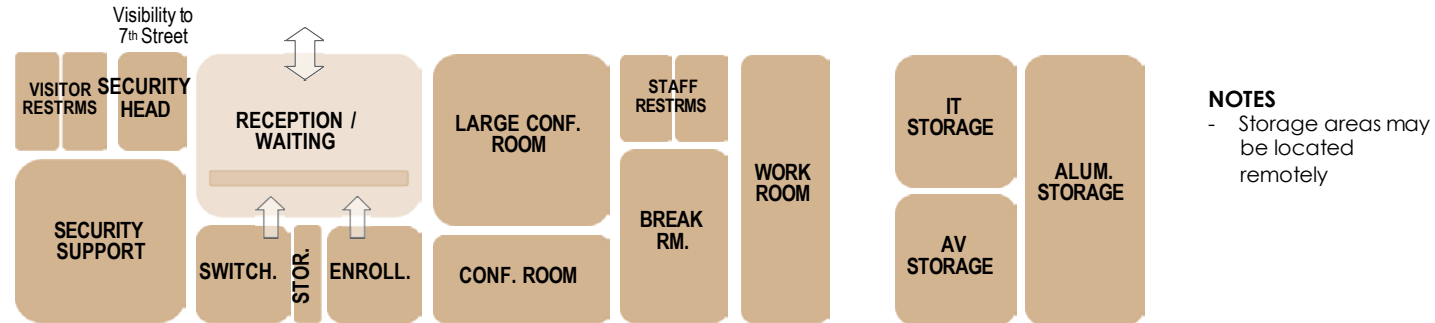 Visibility to
7th Street
VISITOR
RESTRMS
SECURITY
HEAD
RECEPTION /
WAITING
LARGE CONF.
ROOM
STAFF
RESTRMS
WORK
ROOM
IT
STORAGE
ALUM.
STORAGE
NOTES
- Storage areas may
be located
remotely
SECURITY
SUPPORT
SWITCH.
STOR.
ENROLL.
CONF. ROOM
BREAK
RM.
AV
STORAGE